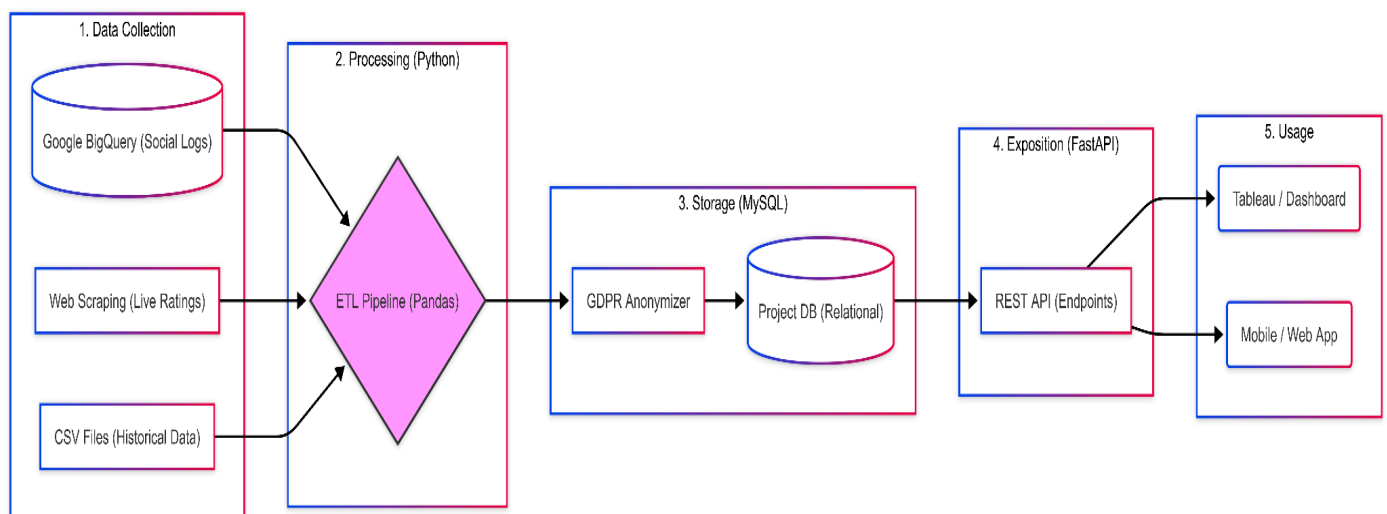 1. Data Collection
Google BigQuery (Social Logs)
Web Scraping (Live Ratings)
CSV Files (Historical Data)
2. Processing (Python)
ETL Pipeline (Pandas)
3. Storage (MySQL)
GDPR Anonymizer
Project DB (Relational)
4. Exposition (FastAPI)
REST API (Endpoints)
5. Usage
Tableau / Dashboard
Mobile / Web App